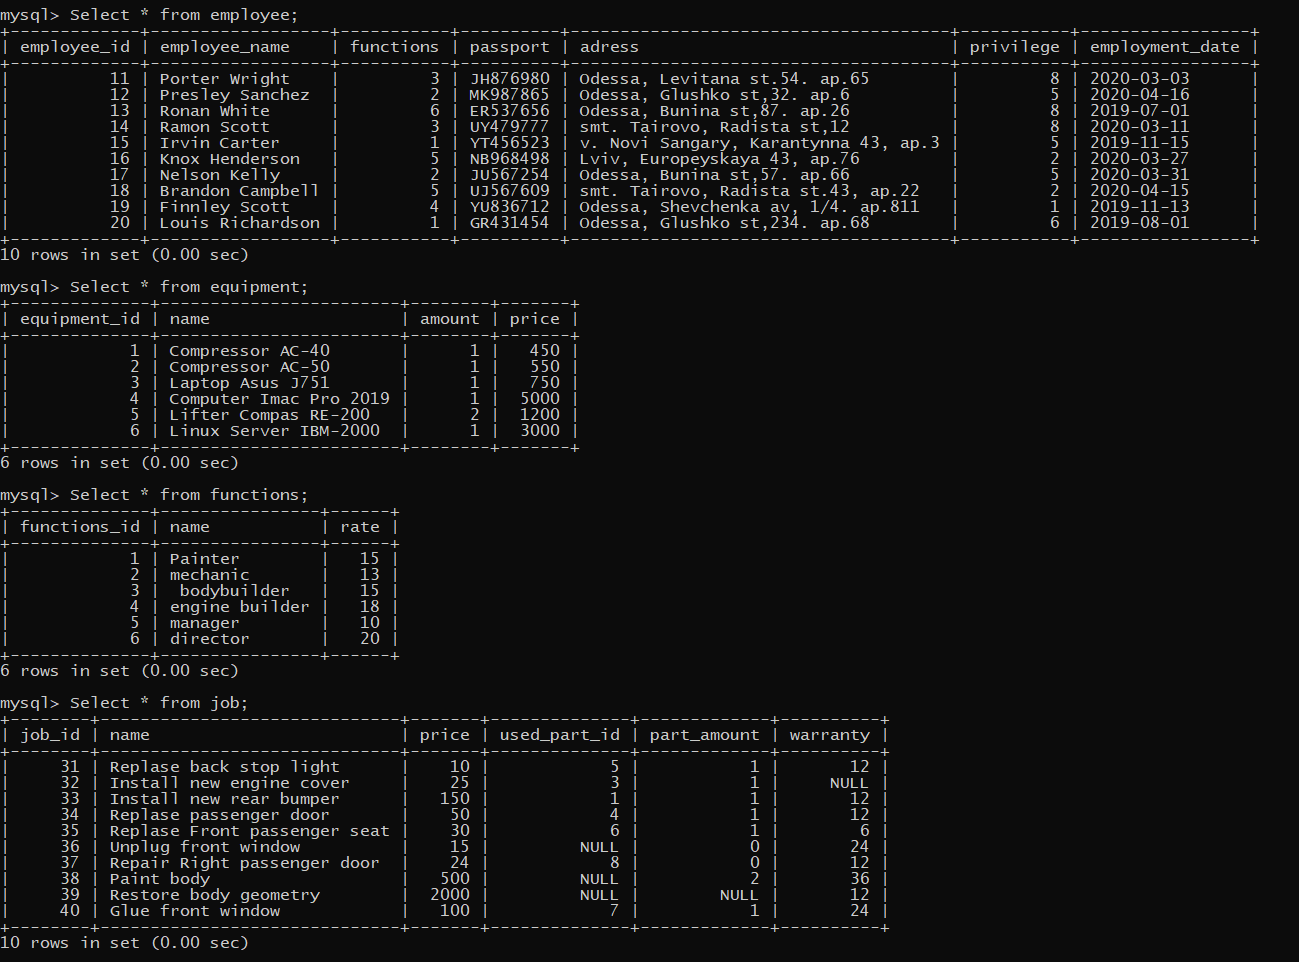 mysql> Select * from employee;
+-------------+------------------+-----------+----------+--------------------------------------+-----------+-----------------+
| employee_id | employee_name    | functions | passport | adress                               | privilege | employment_date |
+-------------+------------------+-----------+----------+--------------------------------------+-----------+-----------------+
|          11 | Porter Wright    |         3 | JH876980 | Odessa, Levitana st.54. ap.65        |         8 | 2020-03-03      |
|          12 | Presley Sanchez  |         2 | MK987865 | Odessa, Glushko st,32. ap.6          |         5 | 2020-04-16      |
|          13 | Ronan White      |         6 | ER537656 | Odessa, Bunina st,87. ap.26          |         8 | 2019-07-01      |
|          14 | Ramon Scott      |         3 | UY479777 | smt. Tairovo, Radista st,12          |         8 | 2020-03-11      |
|          15 | Irvin Carter     |         1 | YT456523 | v. Novi Sangary, Karantynna 43, ap.3 |         5 | 2019-11-15      |
|          16 | Knox Henderson   |         5 | NB968498 | Lviv, Europeyskaya 43, ap.76         |         2 | 2020-03-27      |
|          17 | Nelson Kelly     |         2 | JU567254 | Odessa, Bunina st,57. ap.66          |         5 | 2020-03-31      |
|          18 | Brandon Campbell |         5 | UJ567609 | smt. Tairovo, Radista st.43, ap.22   |         2 | 2020-04-15      |
|          19 | Finnley Scott    |         4 | YU836712 | Odessa, Shevchenka av, 1/4. ap.811   |         1 | 2019-11-13      |
|          20 | Louis Richardson |         1 | GR431454 | Odessa, Glushko st,234. ap.68        |         6 | 2019-08-01      |
+-------------+------------------+-----------+----------+--------------------------------------+-----------+-----------------+
10 rows in set (0.00 sec)
mysql> Select * from equipment;
+--------------+------------------------+--------+-------+
| equipment_id | name                   | amount | price |
+--------------+------------------------+--------+-------+
|            1 | Compressor AC-40       |      1 |   450 |
|            2 | Compressor AC-50       |      1 |   550 |
|            3 | Laptop Asus J751       |      1 |   750 |
|            4 | Computer Imac Pro 2019 |      1 |  5000 |
|            5 | Lifter Compas RE-200   |      2 |  1200 |
|            6 | Linux Server IBM-2000  |      1 |  3000 |
+--------------+------------------------+--------+-------+
6 rows in set (0.00 sec)
mysql> Select * from functions;
+--------------+----------------+------+
| functions_id | name           | rate |
+--------------+----------------+------+
|            1 | Painter        |   15 |
|            2 | mechanic       |   13 |
|            3 |  bodybuilder   |   15 |
|            4 | engine builder |   18 |
|            5 | manager        |   10 |
|            6 | director       |   20 |
+--------------+----------------+------+
6 rows in set (0.00 sec)
mysql> Select * from job;
+--------+------------------------------+-------+--------------+-------------+----------+
| job_id | name                         | price | used_part_id | part_amount | warranty |
+--------+------------------------------+-------+--------------+-------------+----------+
|     31 | Replase back stop light      |    10 |            5 |           1 |       12 |
|     32 | Install new engine cover     |    25 |            3 |           1 |     NULL |
|     33 | Install new rear bumper      |   150 |            1 |           1 |       12 |
|     34 | Replase passenger door       |    50 |            4 |           1 |       12 |
|     35 | Replase Front passenger seat |    30 |            6 |           1 |        6 |
|     36 | Unplug front window          |    15 |         NULL |           0 |       24 |
|     37 | Repair Right passenger door  |    24 |            8 |           0 |       12 |
|     38 | Paint body                   |   500 |         NULL |           2 |       36 |
|     39 | Restore body geometry        |  2000 |         NULL |        NULL |       12 |
|     40 | Glue front window            |   100 |            7 |           1 |       24 |
+--------+------------------------------+-------+--------------+-------------+----------+
10 rows in set (0.00 sec)